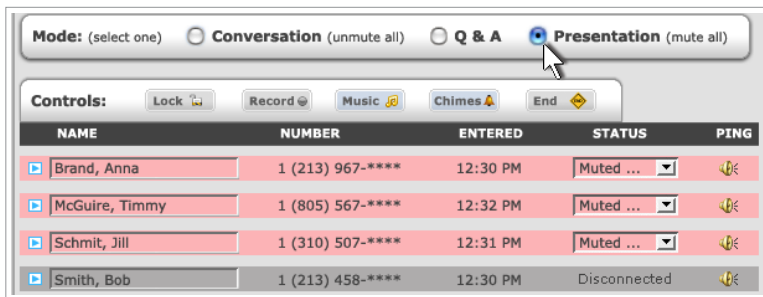 Mode: (select one) Conversation (unmute all) Q & A Presentation (mute all)
Controls: Lock Record Music Chimes End
NAME NUMBER ENTERED STATUS PING
Brand, Anna 1 (213) 967-**** 12:30 PM Muted ...
McGuire, Timmy 1 (805) 567-**** 12:32 PM Muted ...
Schmit, Jill 1 (310) 507-**** 12:31 PM Muted ...
Smith, Bob 1 (213) 458-**** 12:30 PM Disconnected